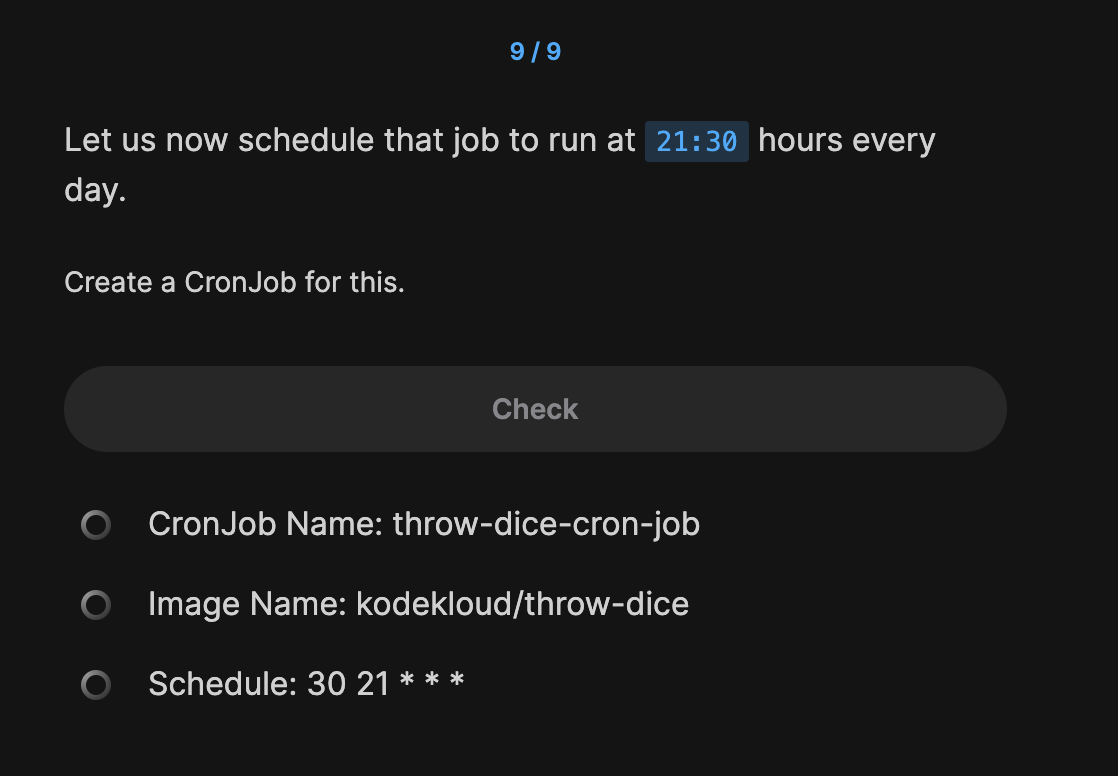 9 / 9
Let us now schedule that job to run at 21:30 hours every
day.
Create a CronJob for this.
Check
CronJob Name: throw-dice-cron-job
Image Name: kodekloud/throw-dice
Schedule: 30 21 * * *